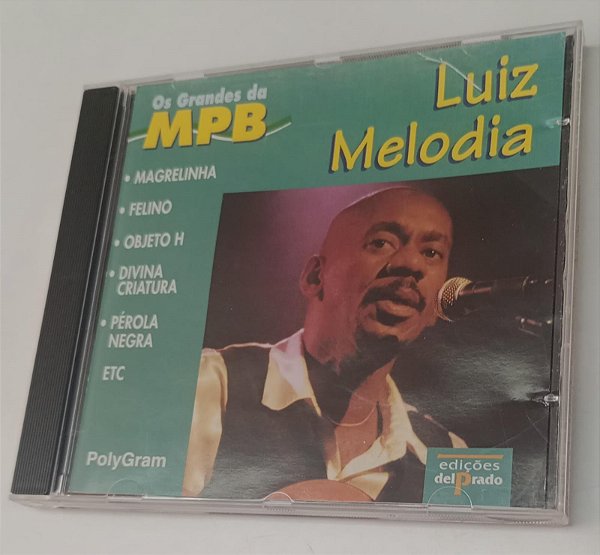 Os Grandes da
MPB
Luiz
Melodia
• MAGRELINHA
• FELINO
• OBJETO H
• DIVINA
CRIATURA
• PÉROLA
NEGRA
ETC
PolyGram
edições
delPrado